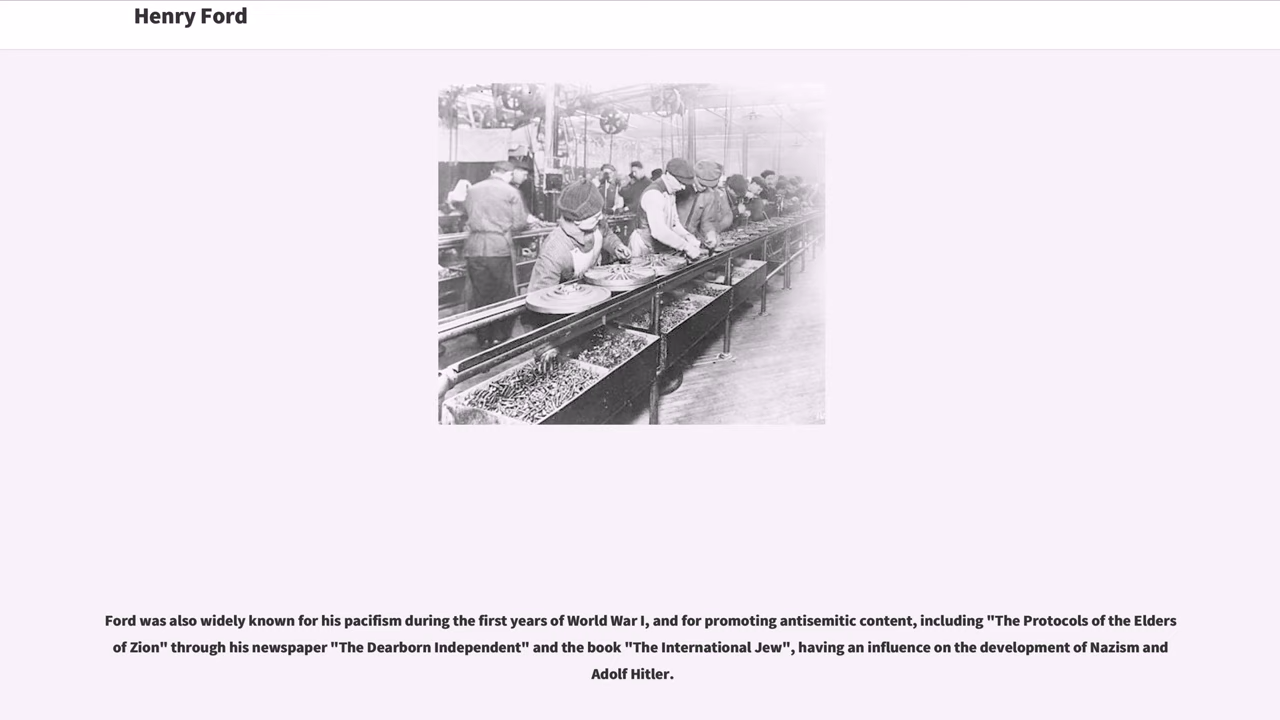 Henry Ford
Ford was also widely known for his pacifism during the first years of World War I, and for promoting antisemitic content, including "The Protocols of the Elders
of Zion" through his newspaper "The Dearborn Independent" and the book "The International Jew", having an influence on the development of Nazism and
Adolf Hitler.